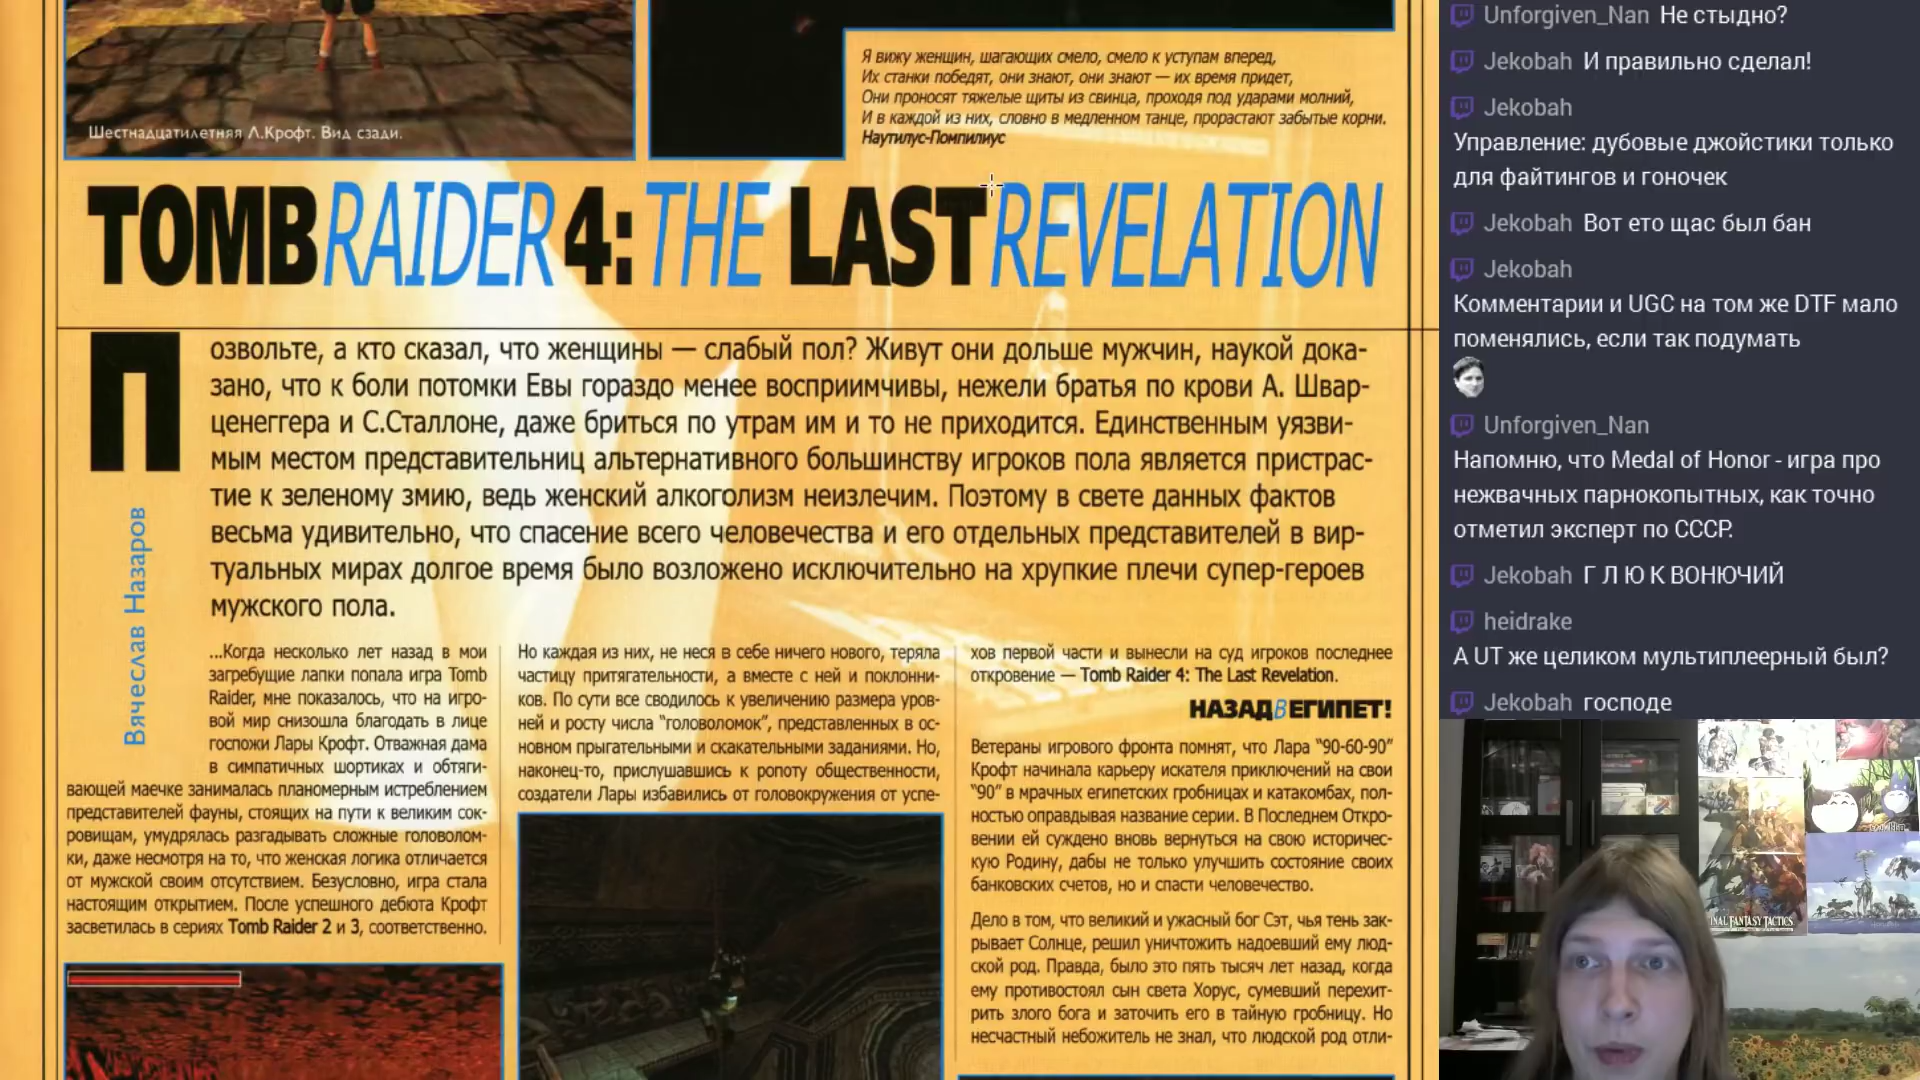 Шестнадцатилетняя Л.Крофт. Вид сзади.
Я вижу женщин, шагающих смело, смело к уступам вперед,
Их станки победят, они знают, они знают — их время придет,
Они проносят тяжелые щиты из свинца, проходя под ударами молний,
И в каждой из них, словно в медленном танце, прорастают забытые корни.
Наутилус-Помпилиус
TOMB RAIDER 4: THE LAST REVELATION
Позвольте, а кто сказал, что женщины — слабый пол? Живут они дольше мужчин, наукой дока-
зано, что к боли потомки Евы гораздо менее восприимчивы, нежели братья по крови А. Швар-
ценеггера и С.Сталлоне, даже бриться по утрам им и то не приходится. Единственным уязви-
мым местом представительниц альтернативного большинству игроков пола является пристрас-
тие к зеленому змию, ведь женский алкоголизм неизлечим. Поэтому в свете данных фактов
весьма удивительно, что спасение всего человечества и его отдельных представителей в вир-
туальных мирах долгое время было возложено исключительно на хрупкие плечи супер-героев
мужского пола.
Вячеслав Назаров
...Когда несколько лет назад в мои
загребущие лапки попала игра Tomb
Raider, мне показалось, что на игро-
вой мир снизошла благодать в лице
госпожи Лары Крофт. Отважная дама
в симпатичных шортиках и обтяги-
вающей маечке занималась планомерным истреблением
представителей фауны, стоящих на пути к великим сок-
ровищам, умудрялась разгадывать сложные головолом-
ки, даже несмотря на то, что женская логика отличается
от мужской своим отсутствием. Безусловно, игра стала
настоящим открытием. После успешного дебюта Крофт
засветилась в сериях Tomb Raider 2 и 3, соответственно.
Но каждая из них, не неся в себе ничего нового, теряла
частицу притягательности, а вместе с ней и поклонни-
ков. По сути все сводилось к увеличению размера уров-
ней и росту числа "головоломок", представленных в ос-
новном прыгательными и скакательными заданиями. Но,
наконец-то, прислушавшись к ропоту общественности,
создатели Лары избавились от головокружения от успе-
хов первой части и вынесли на суд игроков последнее
откровение — Tomb Raider 4: The Last Revelation.
НАЗАД В ЕГИПЕТ!
Ветераны игрового фронта помнят, что Лара "90-60-90"
Крофт начинала карьеру искателя приключений на свои
"90" в мрачных египетских гробницах и катакомбах, пол-
ностью оправдывая название серии. В Последнем Откро-
вении ей суждено вновь вернуться на свою историчес-
кую Родину, дабы не только улучшить состояние своих
банковских счетов, но и спасти человечество.
Дело в том, что великий и ужасный бог Сэт, чья тень зак-
рывает Солнце, решил уничтожить надоевший ему люд-
ской род. Правда, было это пять тысяч лет назад, когда
ему противостоял сын света Хорус, сумевший перехит-
рить злого бога и заточить его в тайную гробницу. Но
несчастный небожитель не знал, что людской род отли-
Unforgiven_Nan Не стыдно?
Jekobah И правильно сделал!
Jekobah
Управление: дубовые джойстики только
для файтингов и гоночек
Jekobah Вот ето щас был бан
Jekobah
Комментарии и UGC на том же DTF мало
поменялись, если так подумать
Unforgiven_Nan
Напомню, что Medal of Honor - игра про
нежвачных парнокопытных, как точно
отметил эксперт по СССР.
Jekobah Г Л Ю К ВОНЮЧИЙ
heidrake
А UT же целиком мультиплеерный был?
Jekobah господе
FINAL FANTASY TACTICS